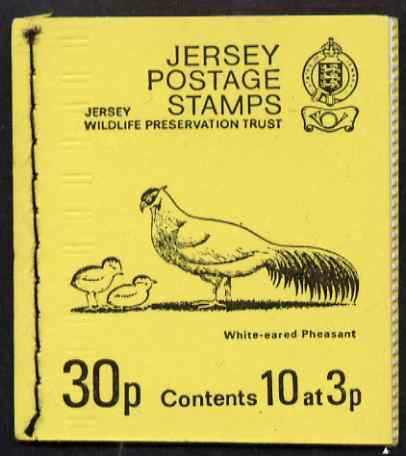 JERSEY
POSTAGE
STAMPS
JERSEY
WILDLIFE PRESERVATION TRUST
White-eared Pheasant
30p Contents 10 at 3p